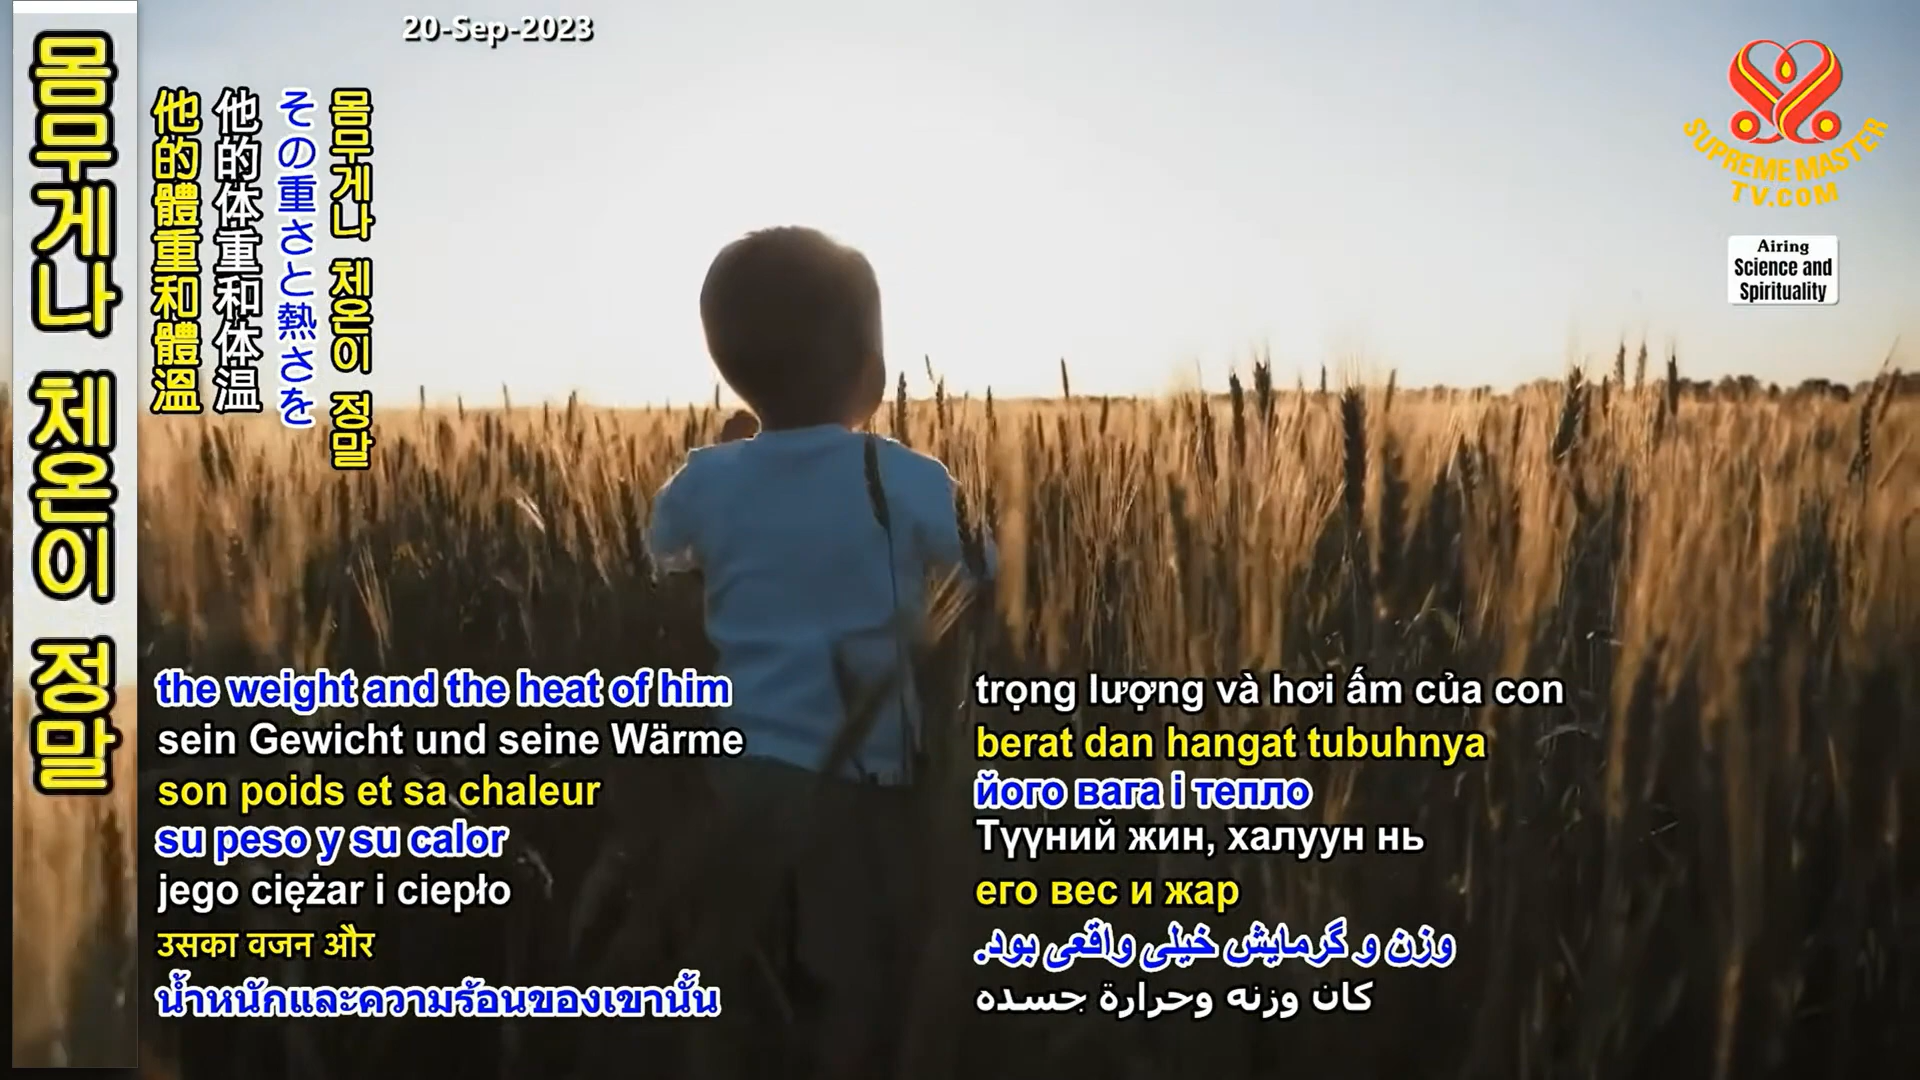 20-Sep-2023
몸무게나 체온이 정말
他的體重和體溫
他的体重和体温
その重さと熱さを
몸무게나 체온이 정말
SUPREME MASTER
TV.COM
Airing
Science and
Spirituality
the weight and the heat of him
sein Gewicht und seine Wärme
son poids et sa chaleur
su peso y su calor
jego ciężar i ciepło
उसका वजन और
น้ำหนักและความร้อนของเขานั้น
trọng lượng và hơi ấm của con
berat dan hangat tubuhnya
його вага і тепло
Түүний жин, халуун нь
его вес и жар
وزن و گرمایش خیلی واقعی بود.
كان وزنه وحرارة جسده